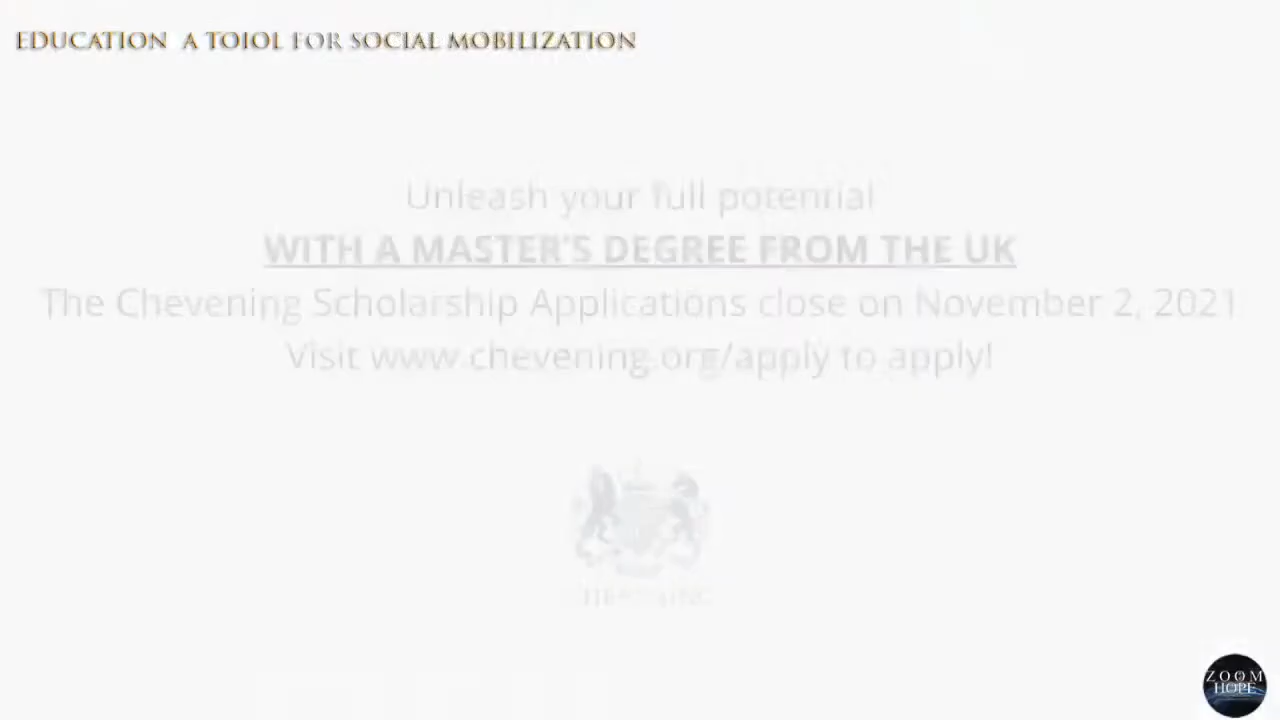 EDUCATION A TOIOL FOR SOCIAL MOBILIZATION
Unleash your full potential
WITH A MASTER'S DEGREE FROM THE UK
The Chevening Scholarship Applications close on November 2, 2021
Visit www.chevening.org/apply to apply!
ZOOM
HOPE